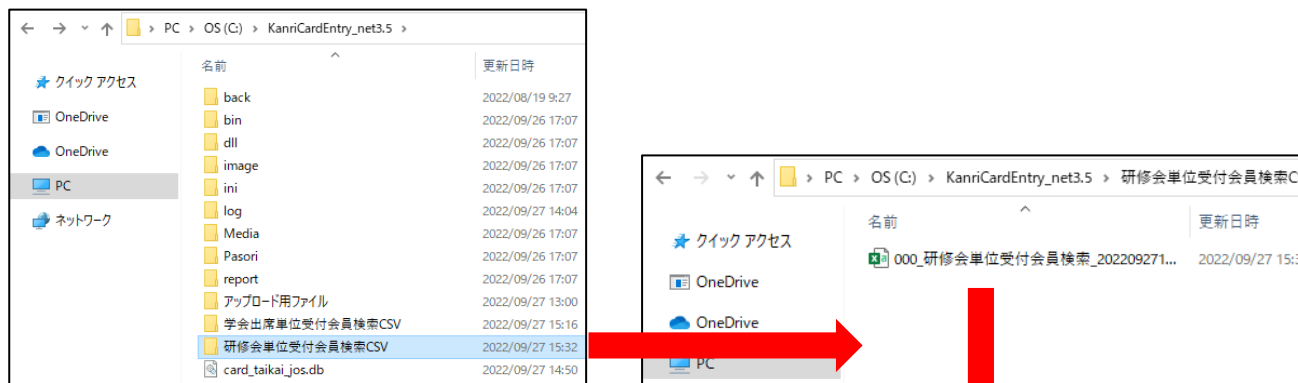 PC > OS (C:) > KanriCardEntry_net3.5 >
名前 更新日時
クイック アクセス
OneDrive
OneDrive
PC
ネットワーク
back 2022/08/19 9:27
bin 2022/09/26 17:07
dll 2022/09/26 17:07
image 2022/09/26 17:07
ini 2022/09/26 17:07
log 2022/09/27 14:04
Media 2022/09/26 17:07
Pasori 2022/09/26 17:07
report 2022/09/26 17:07
アップロード用ファイル 2022/09/27 13:00
学会出席単位受付会員検索CSV 2022/09/27 15:16
研修会単位受付会員検索CSV 2022/09/27 15:32
card_taikai_jos.db 2022/09/27 14:50
PC > OS (C:) > KanriCardEntry_net3.5 > 研修会単位受付会員検索C
名前 更新日時
クイック アクセス
OneDrive
OneDrive
PC
000_研修会単位受付会員検索_202209271... 2022/09/27 15:3